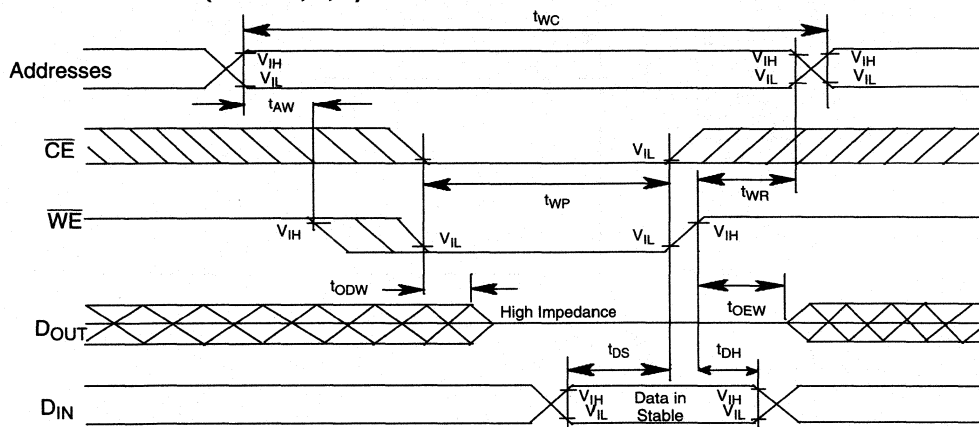 tWC
Addresses
VIH
VIL
VIH
VIL
VIH
VIL
tAW
CE
VIL
tWP
tWR
WE
VIH
VIL
VIL
VIH
tODW
tOEW
DOUT
High Impedance
tDS
tDH
DIN
VIH
VIL
Data in
Stable
VIH
VIL